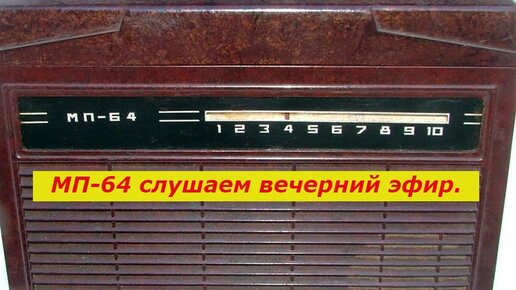 МП-64
1 2 3 4 5 6 7 8 9 10
МП-64 слушаем вечерний эфир.